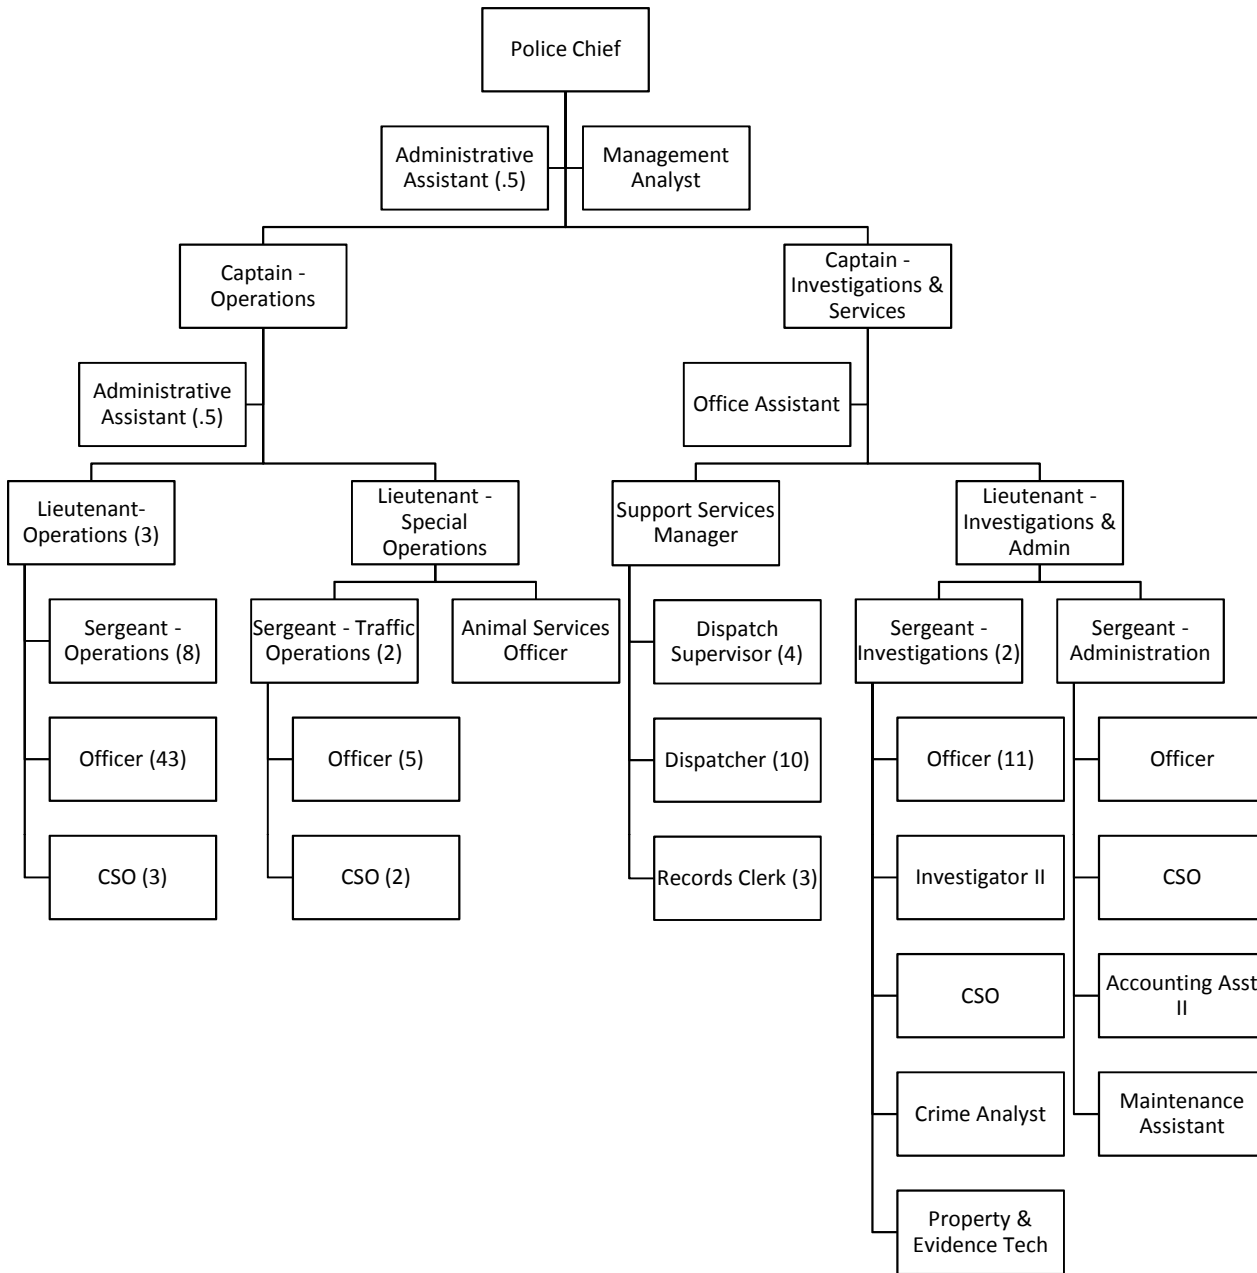 Police Chief
Administrative
Assistant (.5)
Management
Analyst
Captain -
Operations
Captain -
Investigations &
Services
Administrative
Assistant (.5)
Office Assistant
Lieutenant-
Operations (3)
Lieutenant -
Special
Operations
Support Services
Manager
Lieutenant -
Investigations &
Admin
Sergeant -
Operations (8)
Sergeant - Traffic
Operations (2)
Animal Services
Officer
Dispatch
Supervisor (4)
Sergeant -
Investigations (2)
Sergeant -
Administration
Officer (43)
Officer (5)
Dispatcher (10)
Officer (11)
Officer
CSO (3)
CSO (2)
Records Clerk (3)
Investigator II
CSO
CSO
Accounting Asst
II
Crime Analyst
Maintenance
Assistant
Property &
Evidence Tech